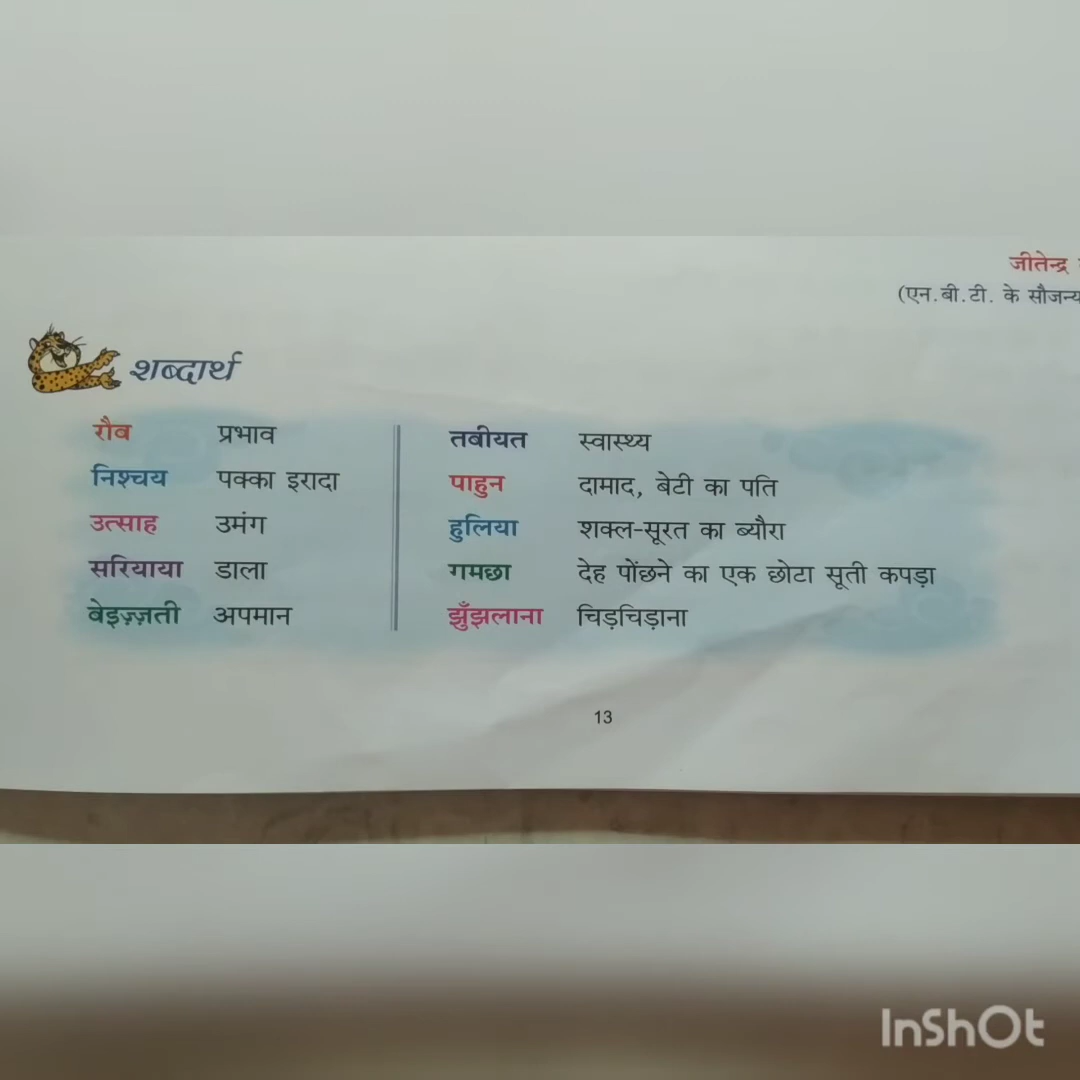 जीतेन्द्र
(एन.बी.टी. के सौजन्य
शब्दार्थ
रौब प्रभाव
निश्चय पक्का इरादा
उत्साह उमंग
सरियाया डाला
बेइज़्ज़ती अपमान
तबीयत स्वास्थ्य
पाहुन दामाद, बेटी का पति
हुलिया शक्ल-सूरत का ब्यौरा
गमछा देह पोंछने का एक छोटा सूती कपड़ा
झुँझलाना चिड़चिड़ाना
13
InShOt